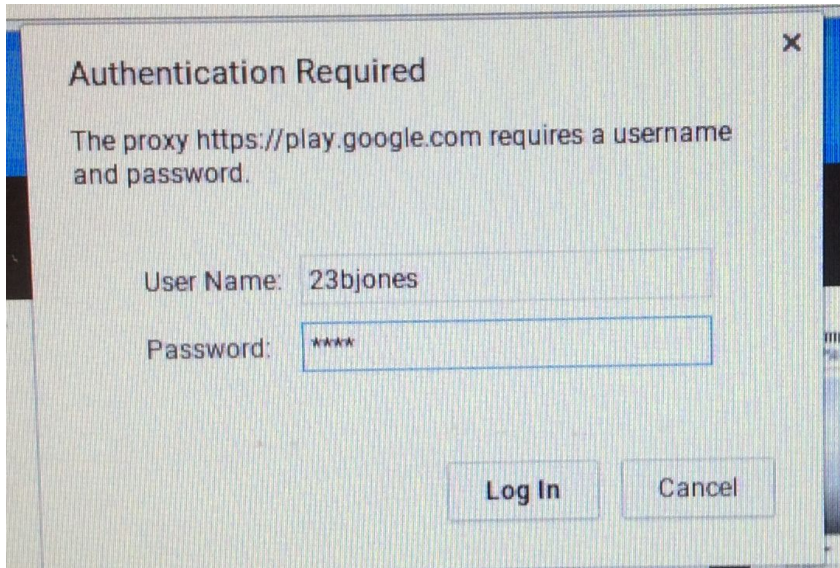 Authentication Required
The proxy https://play.google.com requires a username
and password.
User Name: 23bjones
Password: ****
Log In
Cancel